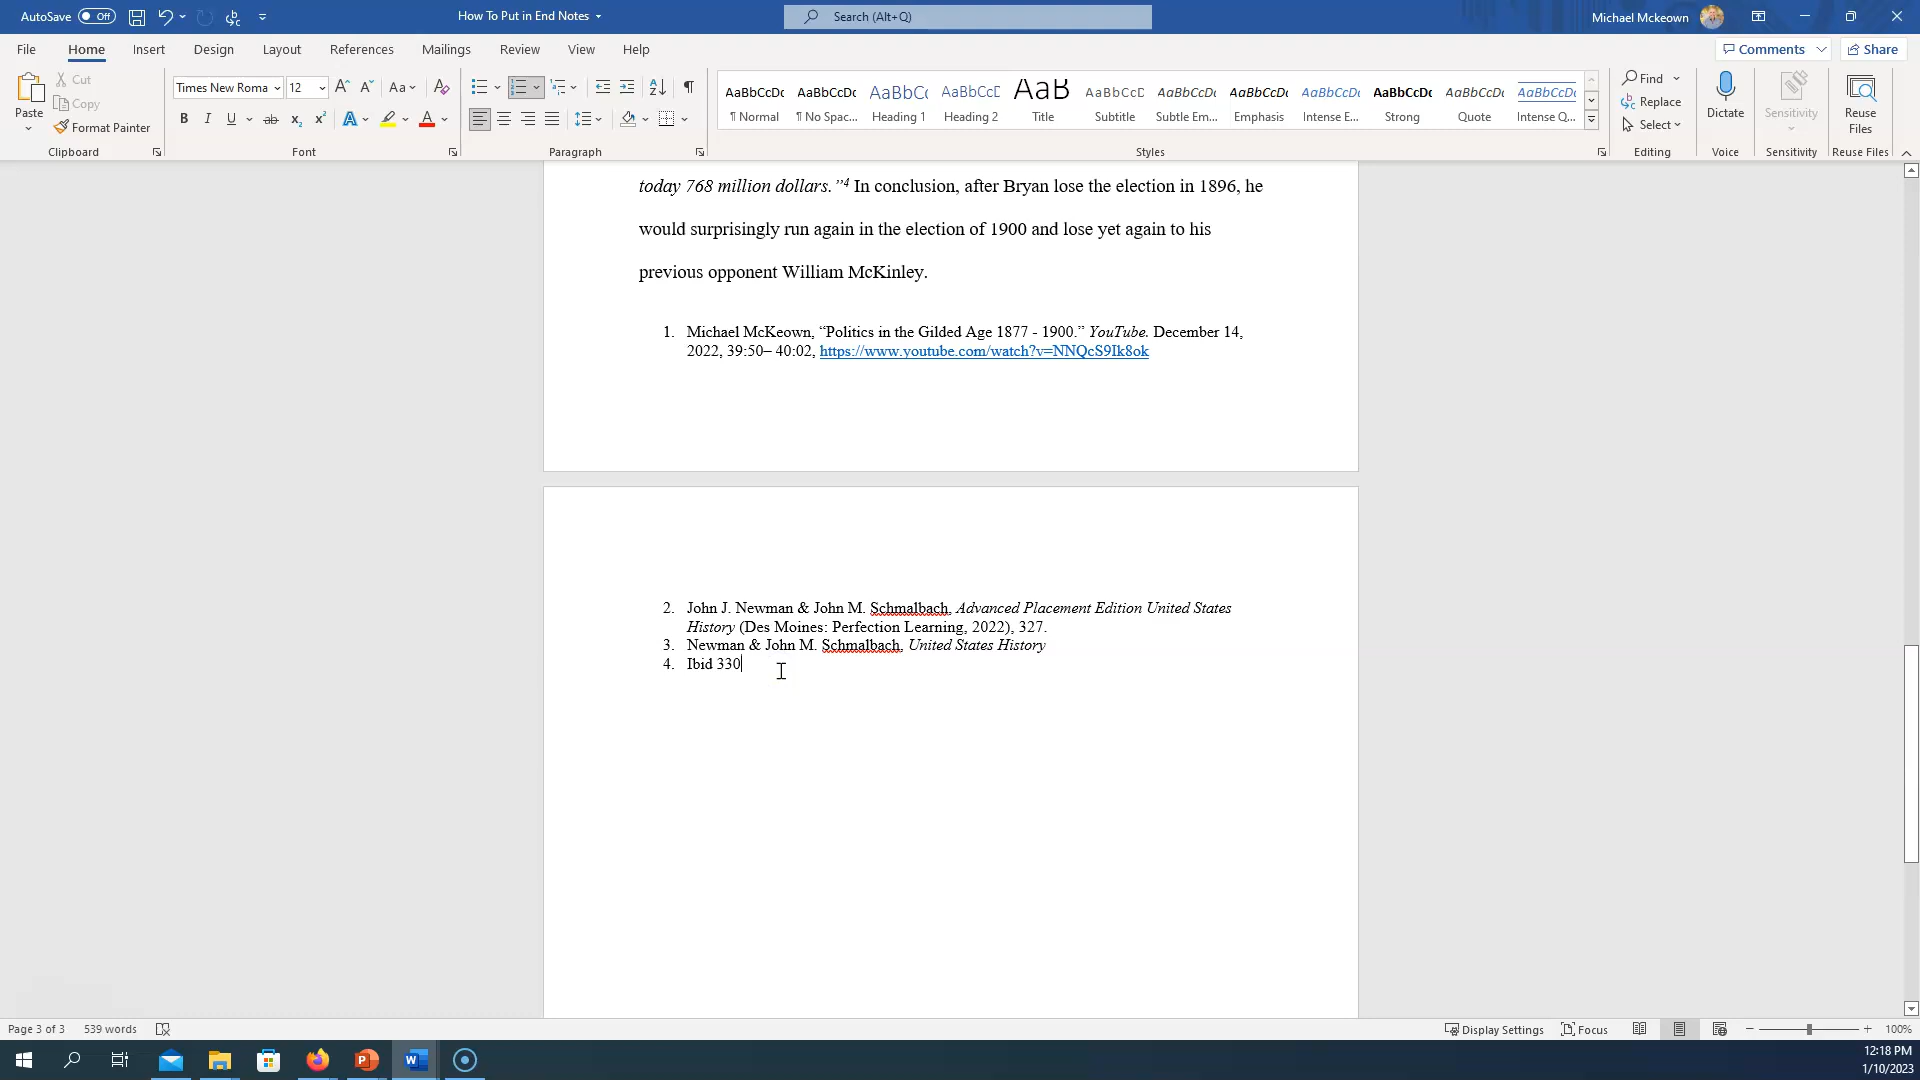 AutoSave Off How To Put in End Notes Search (Alt+Q) Michael Mckeown
File Home Insert Design Layout References Mailings Review View Help Comments Share
Paste Cut Copy Format Painter
Times New Roma 12 Aa
AaBbCcDc AaBbCcDc AaBbCc AaBbCcD AaB AaBbCcD AaBbCcDc AaBbCcDc AaBbCcDc AaBbCcDc AaBbCcDc AaBbCcDc
¶ Normal ¶ No Spac... Heading 1 Heading 2 Title Subtitle Subtle Em... Emphasis Intense E... Strong Quote Intense Q...
Find Replace Select
Dictate Sensitivity Reuse Files
Clipboard Font Paragraph Styles Editing Voice Sensitivity Reuse Files
today 768 million dollars.”4 In conclusion, after Bryan lose the election in 1896, he
would surprisingly run again in the election of 1900 and lose yet again to his
previous opponent William McKinley.
1. Michael McKeown, “Politics in the Gilded Age 1877 - 1900.” YouTube. December 14,
2022, 39:50– 40:02, https://www.youtube.com/watch?v=NNQcS9Ik8ok
2. John J. Newman & John M. Schmalbach, Advanced Placement Edition United States
History (Des Moines: Perfection Learning, 2022), 327.
3. Newman & John M. Schmalbach, United States History
4. Ibid 330
Page 3 of 3 539 words Display Settings Focus 100%
12:18 PM
1/10/2023